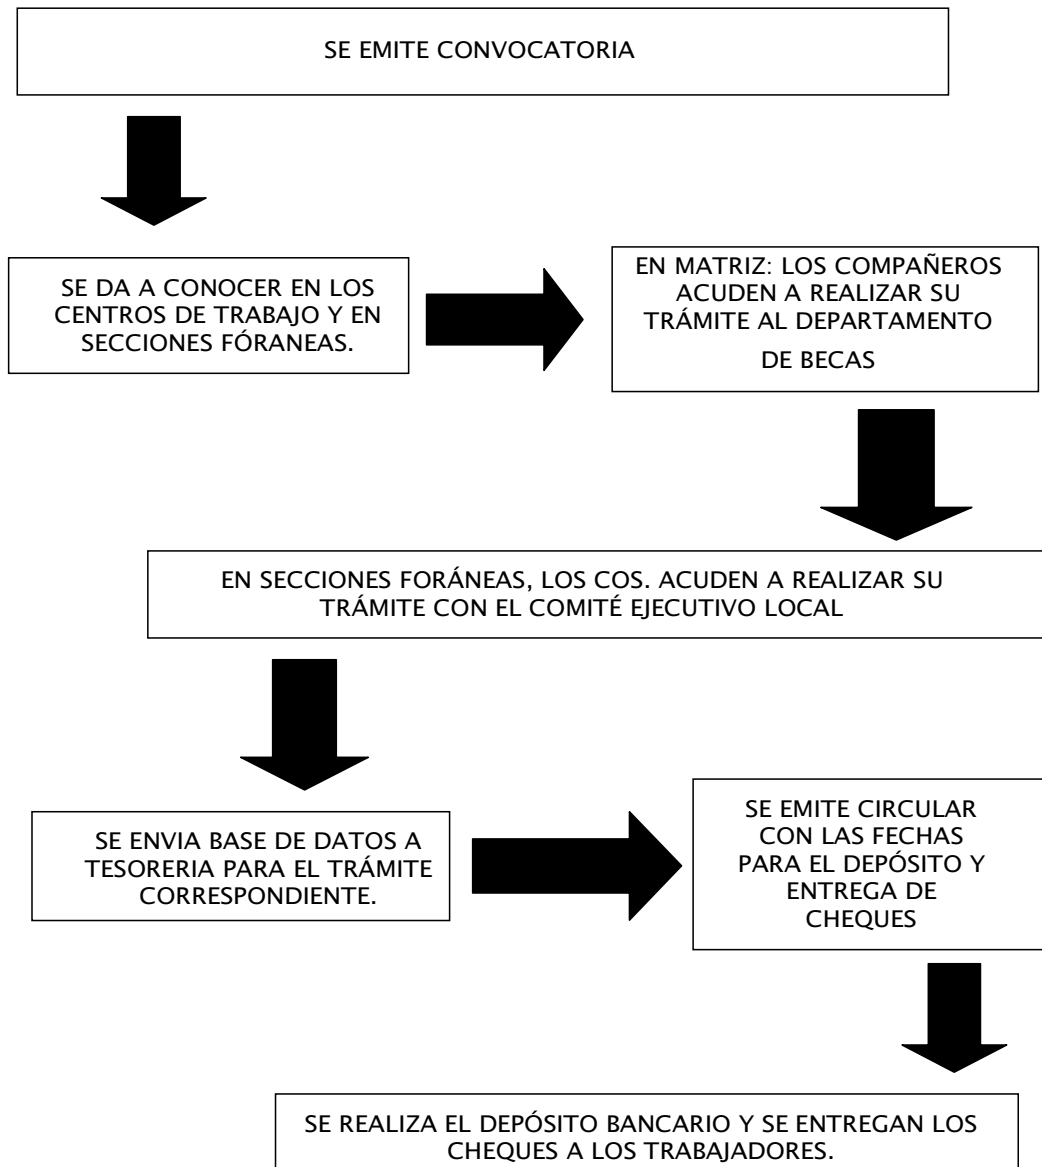 SE EMITE CONVOCATORIA
SE DA A CONOCER EN LOS
CENTROS DE TRABAJO Y EN
SECCIONES FÓRANEAS.
EN MATRIZ: LOS COMPAÑEROS
ACUDEN A REALIZAR SU
TRÁMITE AL DEPARTAMENTO
DE BECAS
EN SECCIONES FORÁNEAS, LOS COS. ACUDEN A REALIZAR SU
TRÁMITE CON EL COMITÉ EJECUTIVO LOCAL
SE ENVIA BASE DE DATOS A
TESORERIA PARA EL TRÁMITE
CORRESPONDIENTE.
SE EMITE CIRCULAR
CON LAS FECHAS
PARA EL DEPÓSITO Y
ENTREGA DE
CHEQUES
SE REALIZA EL DEPÓSITO BANCARIO Y SE ENTREGAN LOS
CHEQUES A LOS TRABAJADORES.